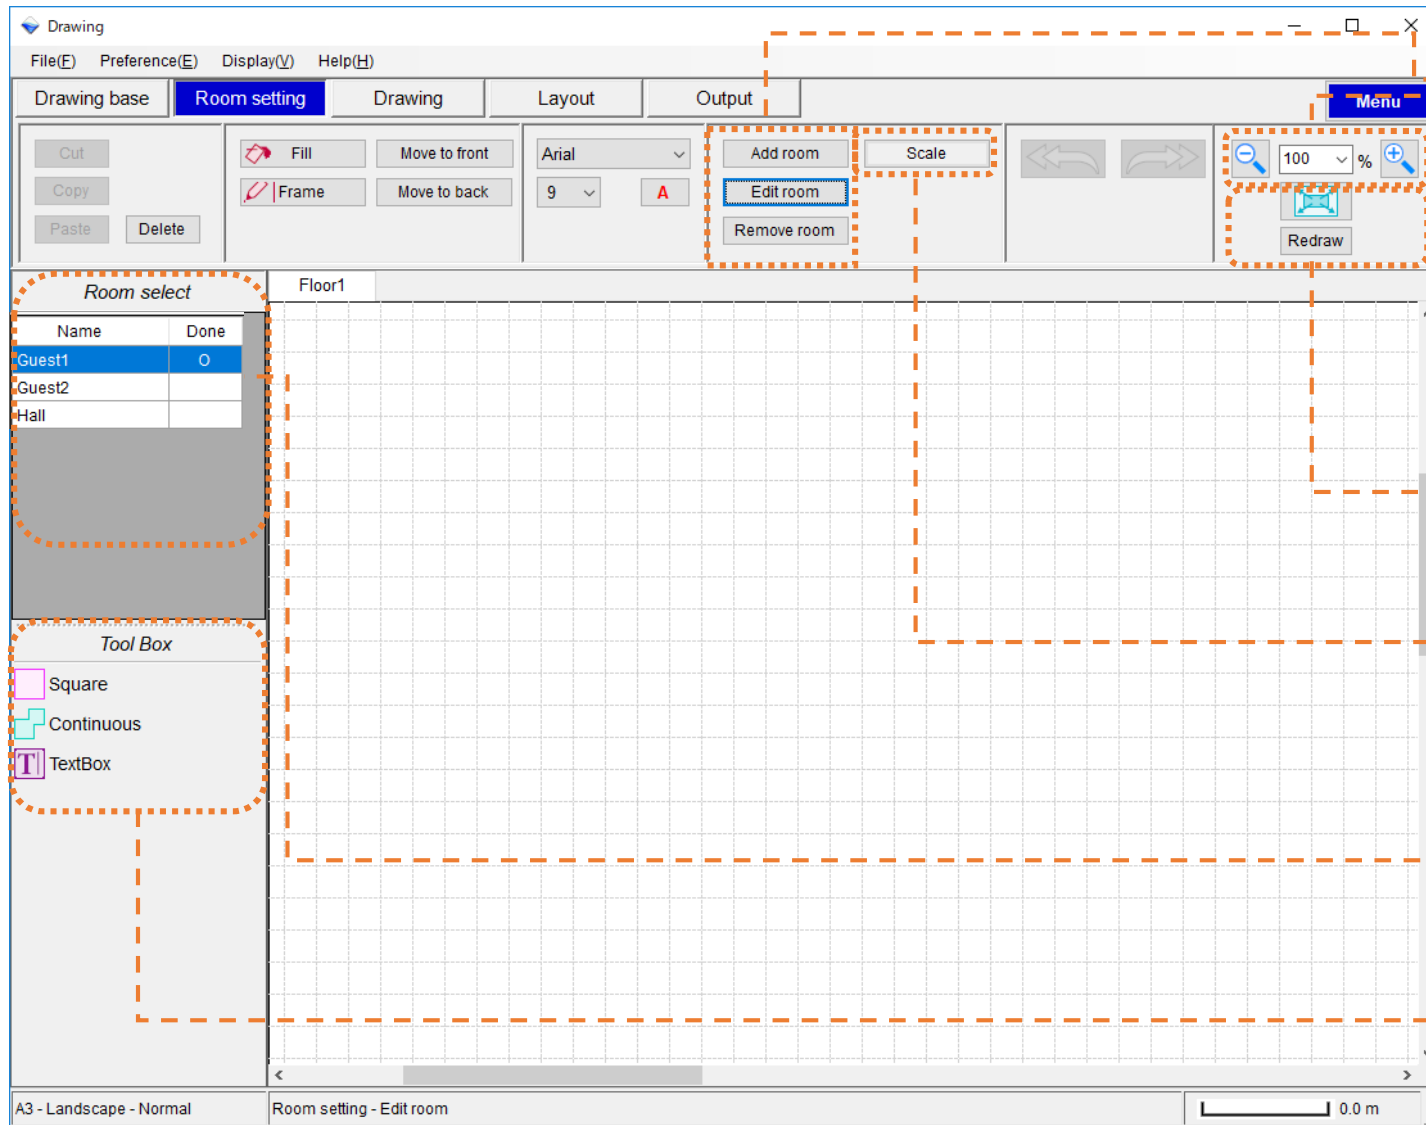 Drawing
File(F) Preference(E) Display(V) Help(H)
Drawing base Room setting Drawing Layout Output Menu
Cut Fill Move to front Arial Add room Scale 100 %
Copy Frame Move to back 9 A Edit room
Paste Delete Remove room Redraw
Room select Floor1
Name Done
Guest1 O
Guest2
Hall
Tool Box
Square
Continuous
T TextBox
A3 - Landscape - Normal Room setting - Edit room 0.0 m